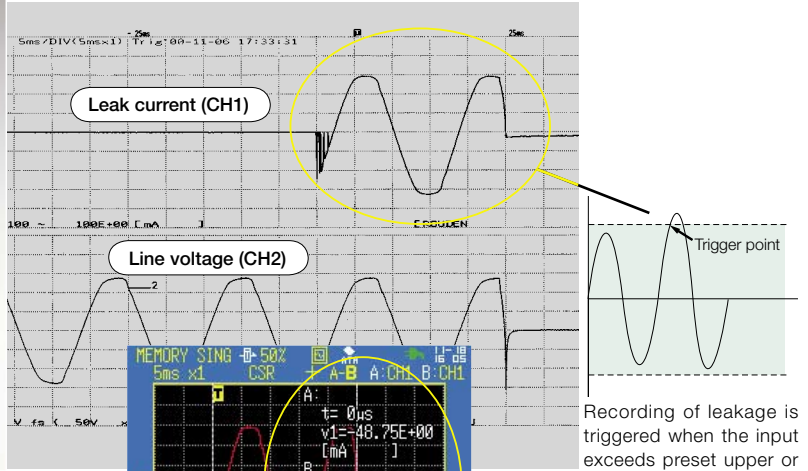 - 25ms
25ms
5ms/DIV(5ms×1) Trig:00-11-06 17:33:31
Leak current (CH1)
100 ~ 100E+00 [ mA ]
Line voltage (CH2)
2
MEMORY SING 50%
5ms x1 CSR A-B A:CH1 B:CH1
A:
t= 0µs
v1=-48.75E+00
[mA ]
B
Trigger point
Recording of leakage is
triggered when the input
exceeds preset upper or